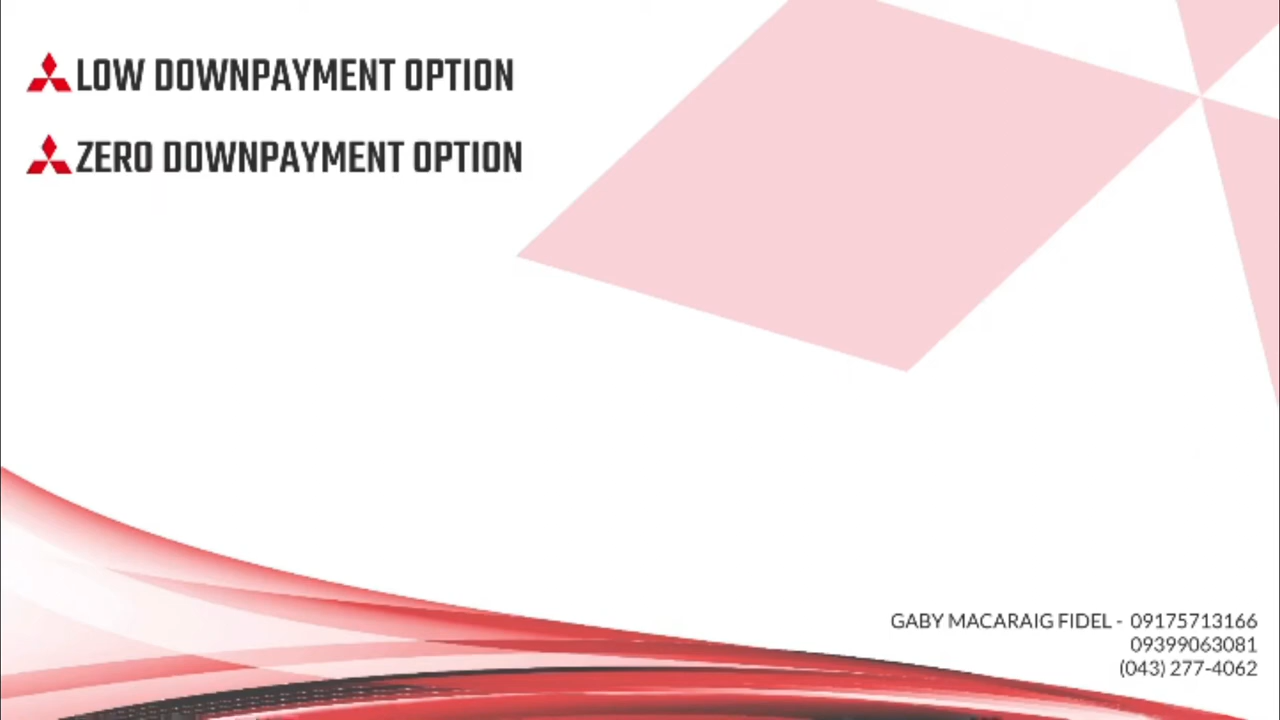 LOW DOWNPAYMENT OPTION
ZERO DOWNPAYMENT OPTION
GABY MACARAIG FIDEL - 09175713166
09399063081
(043) 277-4062